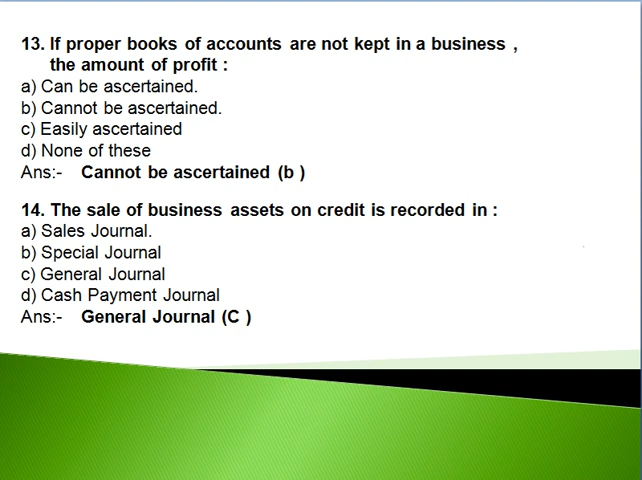 13. If proper books of accounts are not kept in a business ,
the amount of profit :
a) Can be ascertained.
b) Cannot be ascertained.
c) Easily ascertained
d) None of these
Ans:- Cannot be ascertained (b )
14. The sale of business assets on credit is recorded in :
a) Sales Journal.
b) Special Journal
c) General Journal
d) Cash Payment Journal
Ans:- General Journal (C )